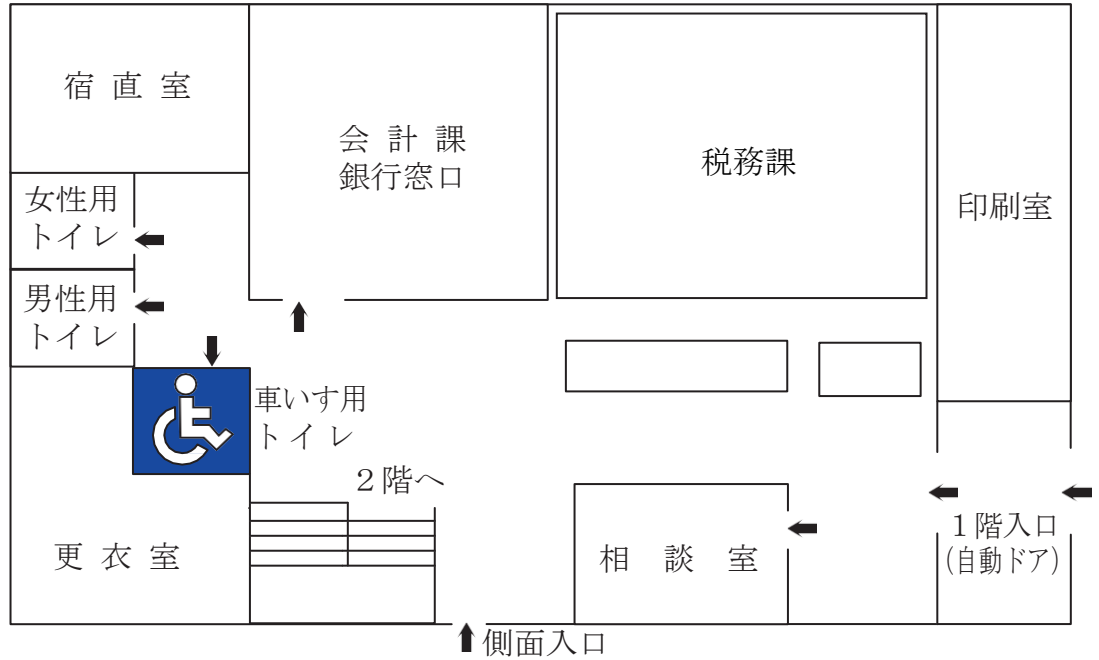 宿直室
会計課
銀行窓口
税務課
印刷室
女性用
トイレ
男性用
トイレ
車いす用
トイレ
2階へ
更衣室
相談室
1階入口
(自動ドア)
側面入口